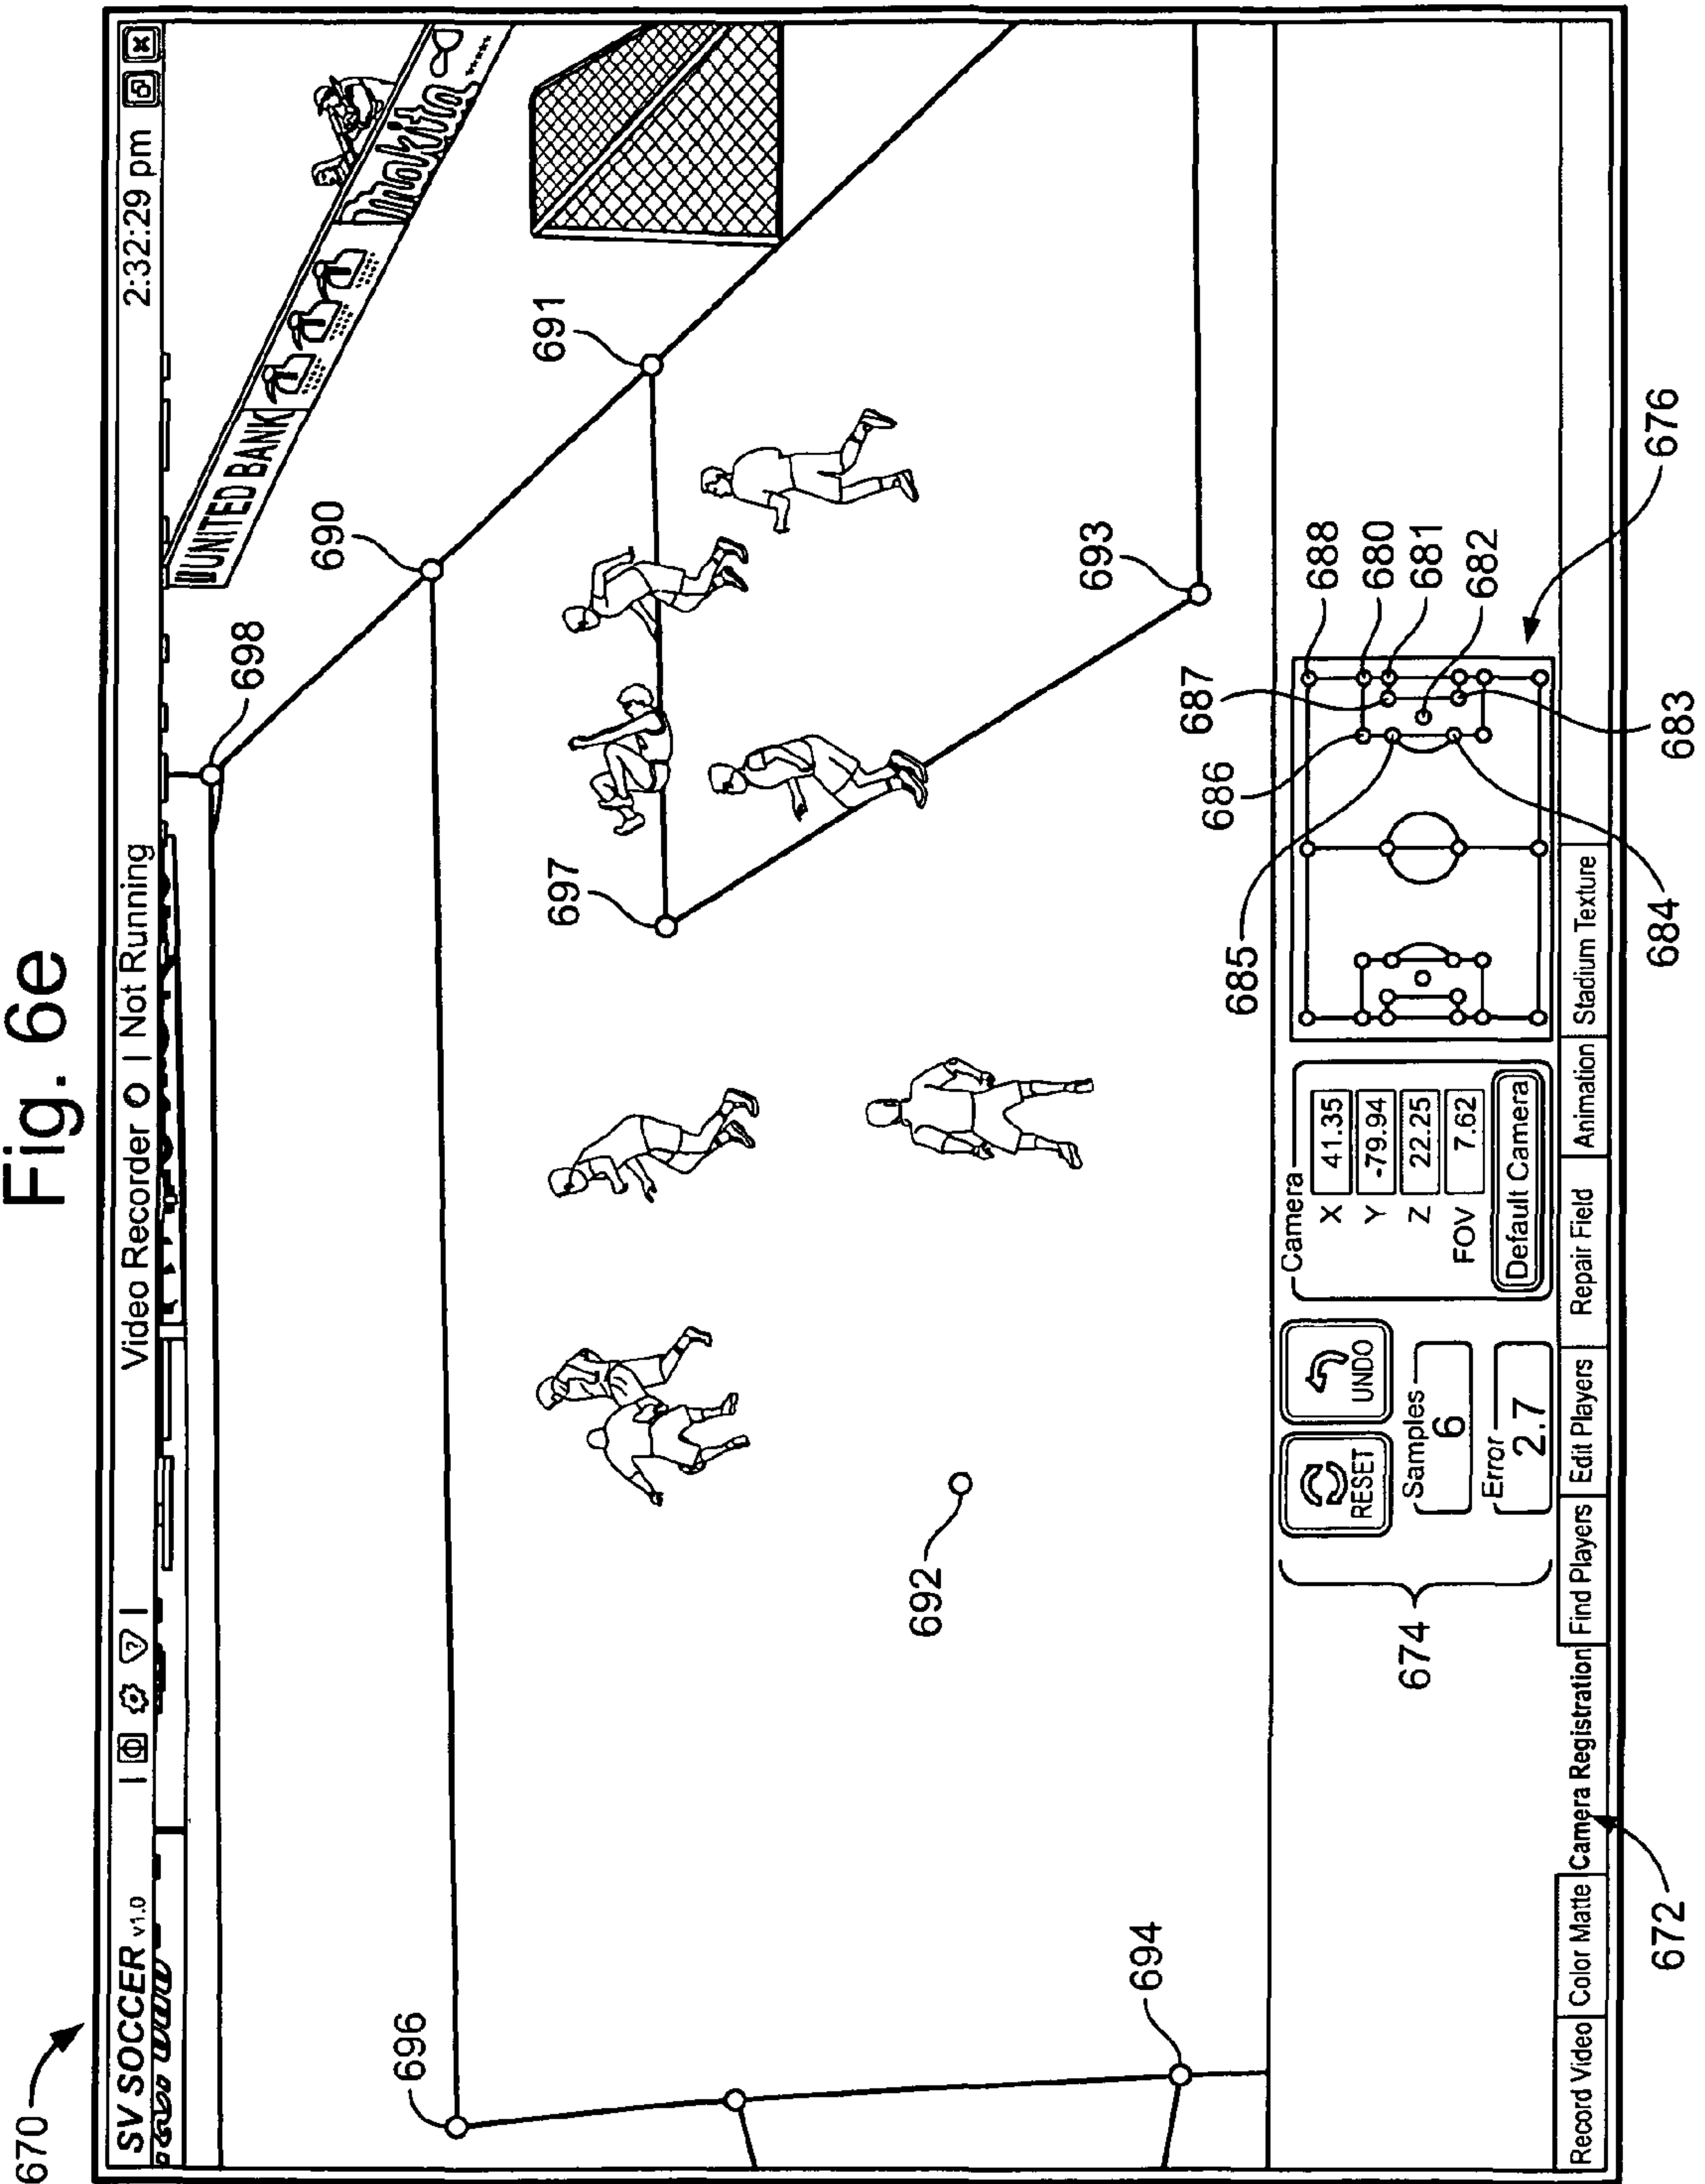 Fig. 6e
670
SV SOCCER v1.0
Video Recorder | Not Running
2:32:29 pm
UNITED BANK
makita
698
690
691
696
697
692
693
694
674
RESET
UNDO
Samples
6
Error
2.7
Camera
X 41.35
Y -79.94
Z 22.25
FOV 7.62
Default Camera
685
686
687
688
680
681
682
676
684
683
Record Video
Color Matte
Camera Registration
Find Players
Edit Players
Repair Field
Animation
Stadium Texture
672